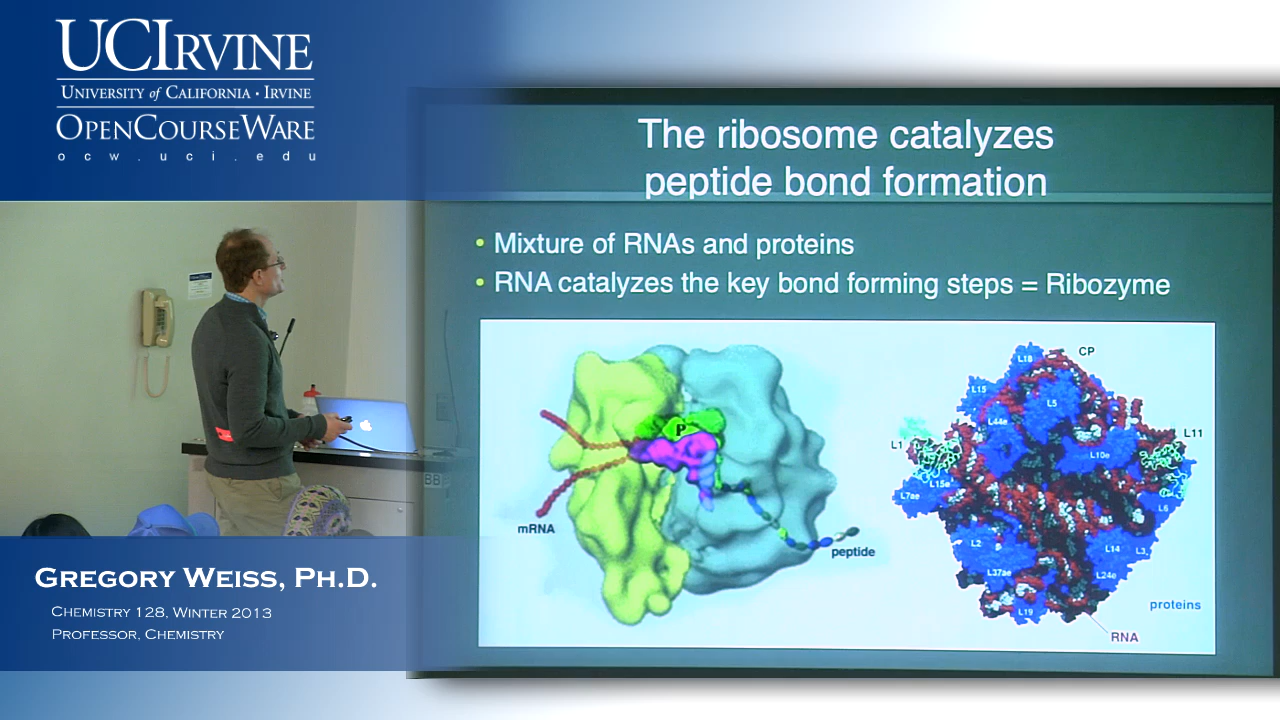 UCIRVINE
UNIVERSITY of CALIFORNIA • IRVINE
OPENCOURSEWARE
ocw.uci.edu
The ribosome catalyzes
peptide bond formation
• Mixture of RNAs and proteins
• RNA catalyzes the key bond forming steps = Ribozyme
P
mRNA
peptide
L18
CP
L15
L5
L44e
L1
L11
L10e
L15e
L7ae
L6
L2
L14
L3
L37ae
L24e
L19
proteins
RNA
BB
GREGORY WEISS, PH.D.
CHEMISTRY 128, WINTER 2013
PROFESSOR, CHEMISTRY